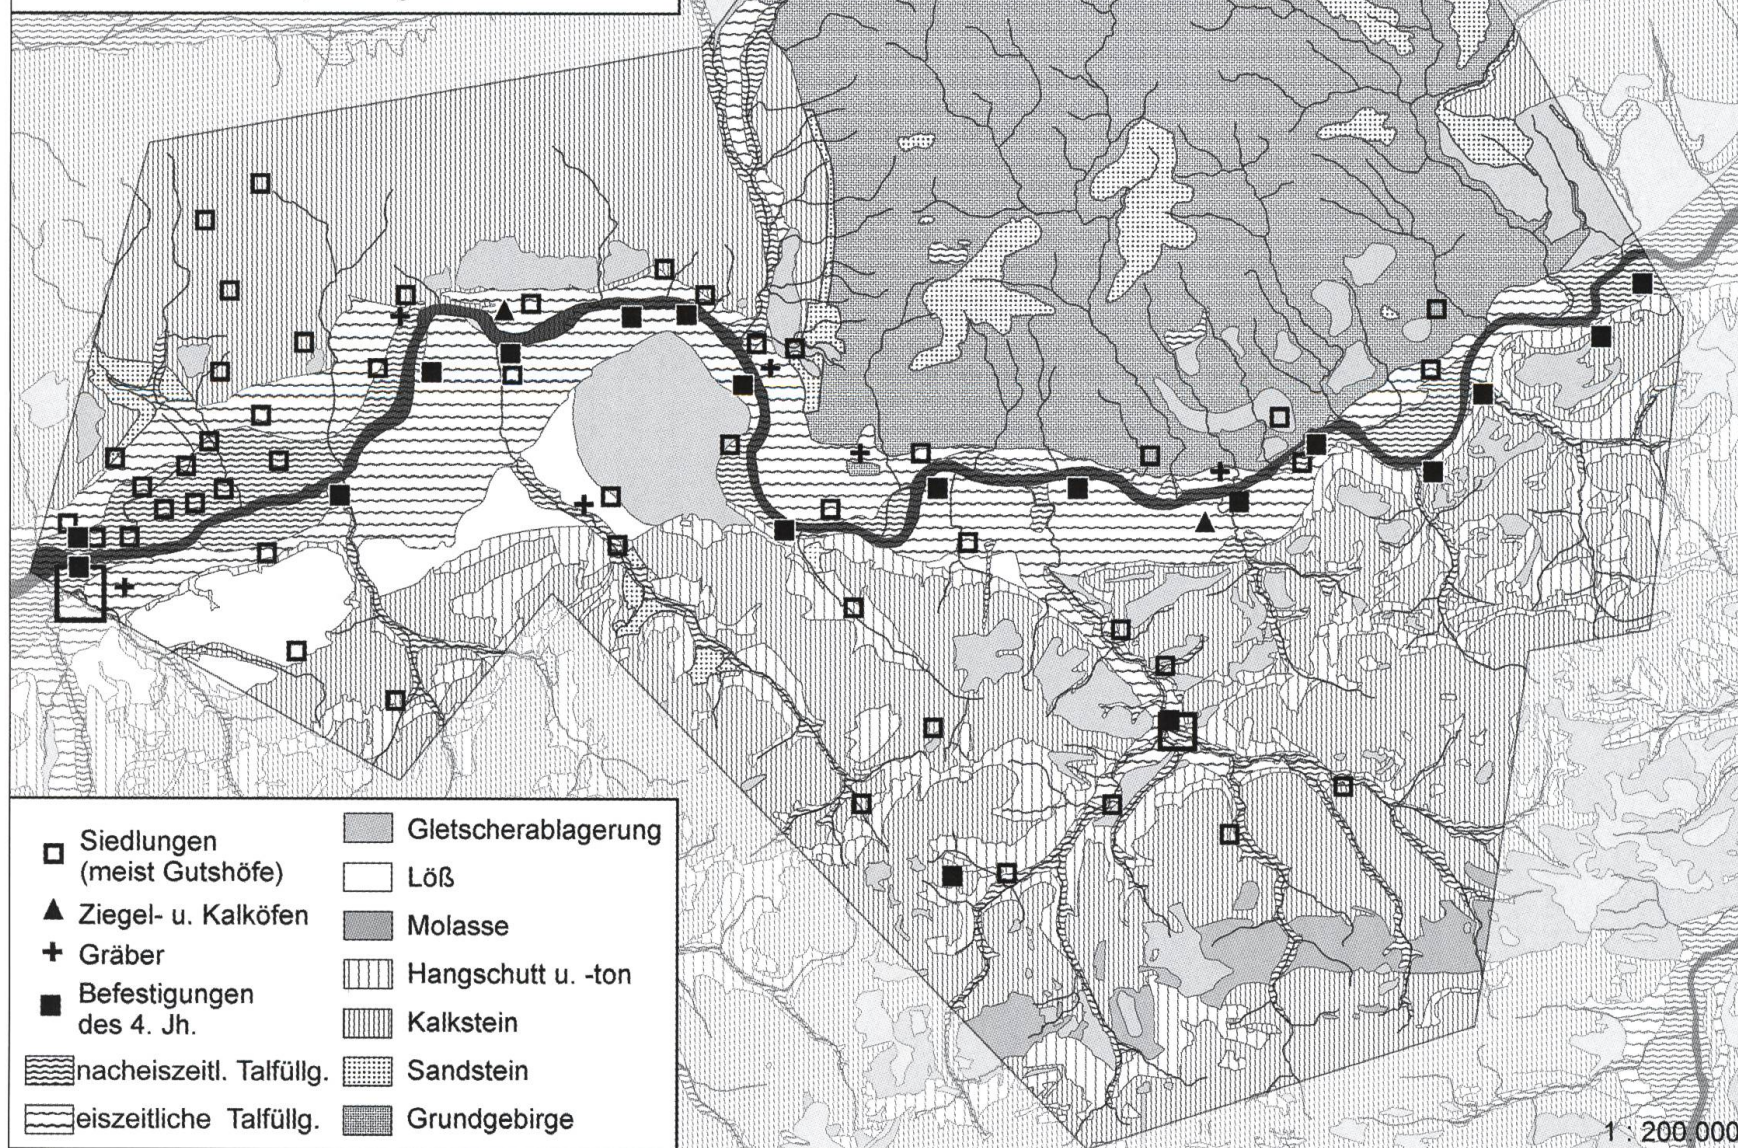 Siedlungen
(meist Gutshöfe)
Ziegel- u. Kalköfen
Gräber
Befestigungen
des 4. Jh.
nacheiszeitl. Talfüllg.
eiszeitliche Talfüllg.
Gletscherablagerung
Löß
Molasse
Hangschutt u. -ton
Kalkstein
Sandstein
Grundgebirge
1 : 200 000